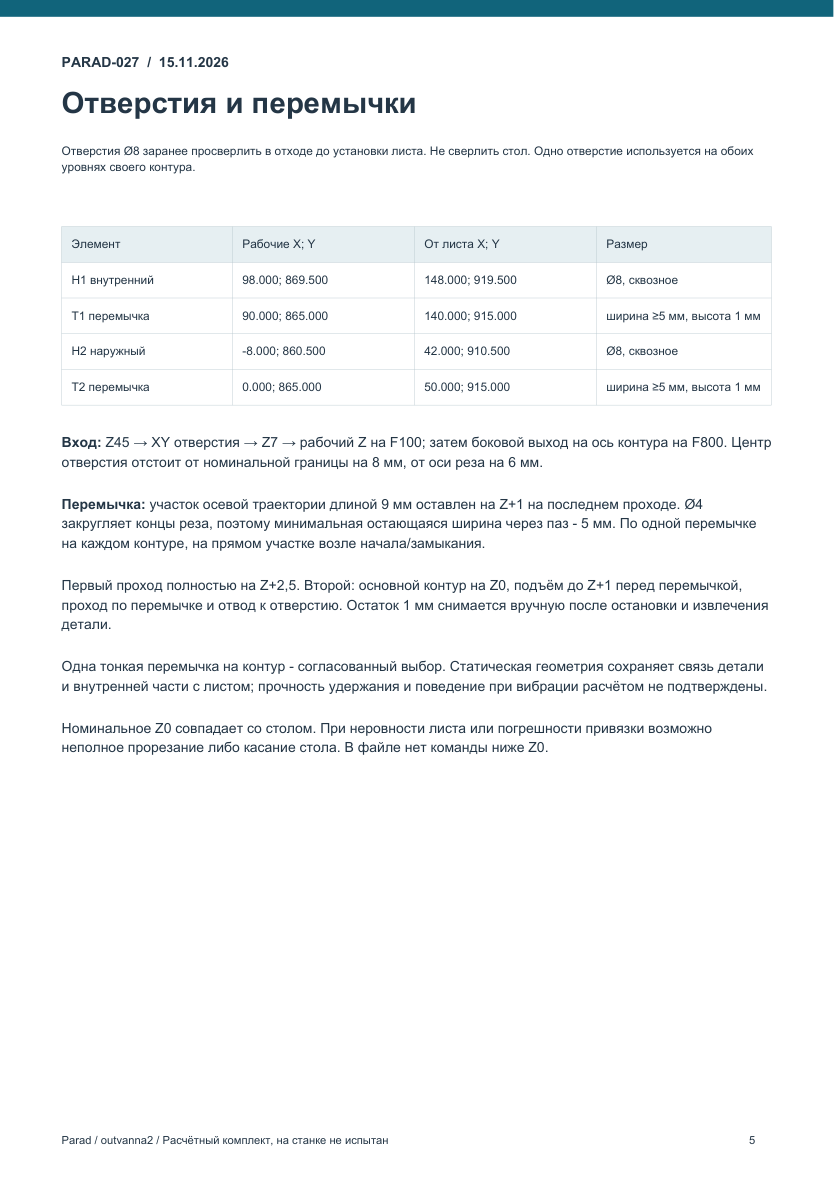 PARAD-027 / 15.11.2026
Отверстия и перемычки
Отверстия Ø8 заранее просверлить в отходе до установки листа. Не сверлить стол. Одно отверстие используется на обоих
уровнях своего контура.
Элемент Рабочие X; Y От листа X; Y Размер
H1 внутренний 98.000; 869.500 148.000; 919.500 Ø8, сквозное
T1 перемычка 90.000; 865.000 140.000; 915.000 ширина ≥5 мм, высота 1 мм
H2 наружный -8.000; 860.500 42.000; 910.500 Ø8, сквозное
T2 перемычка 0.000; 865.000 50.000; 915.000 ширина ≥5 мм, высота 1 мм
Вход: Z45 → XY отверстия → Z7 → рабочий Z на F100; затем боковой выход на ось контура на F800. Центр
отверстия отстоит от номинальной границы на 8 мм, от оси реза на 6 мм.
Перемычка: участок осевой траектории длиной 9 мм оставлен на Z+1 на последнем проходе. Ø4
закругляет концы реза, поэтому минимальная остающаяся ширина через паз - 5 мм. По одной перемычке
на каждом контуре, на прямом участке возле начала/замыкания.
Первый проход полностью на Z+2,5. Второй: основной контур на Z0, подъём до Z+1 перед перемычкой,
проход по перемычке и отвод к отверстию. Остаток 1 мм снимается вручную после остановки и извлечения
детали.
Одна тонкая перемычка на контур - согласованный выбор. Статическая геометрия сохраняет связь детали
и внутренней части с листом; прочность удержания и поведение при вибрации расчётом не подтверждены.
Номинальное Z0 совпадает со столом. При неровности листа или погрешности привязки возможно
неполное прорезание либо касание стола. В файле нет команды ниже Z0.
Parad / outvanna2 / Расчётный комплект, на станке не испытан 5